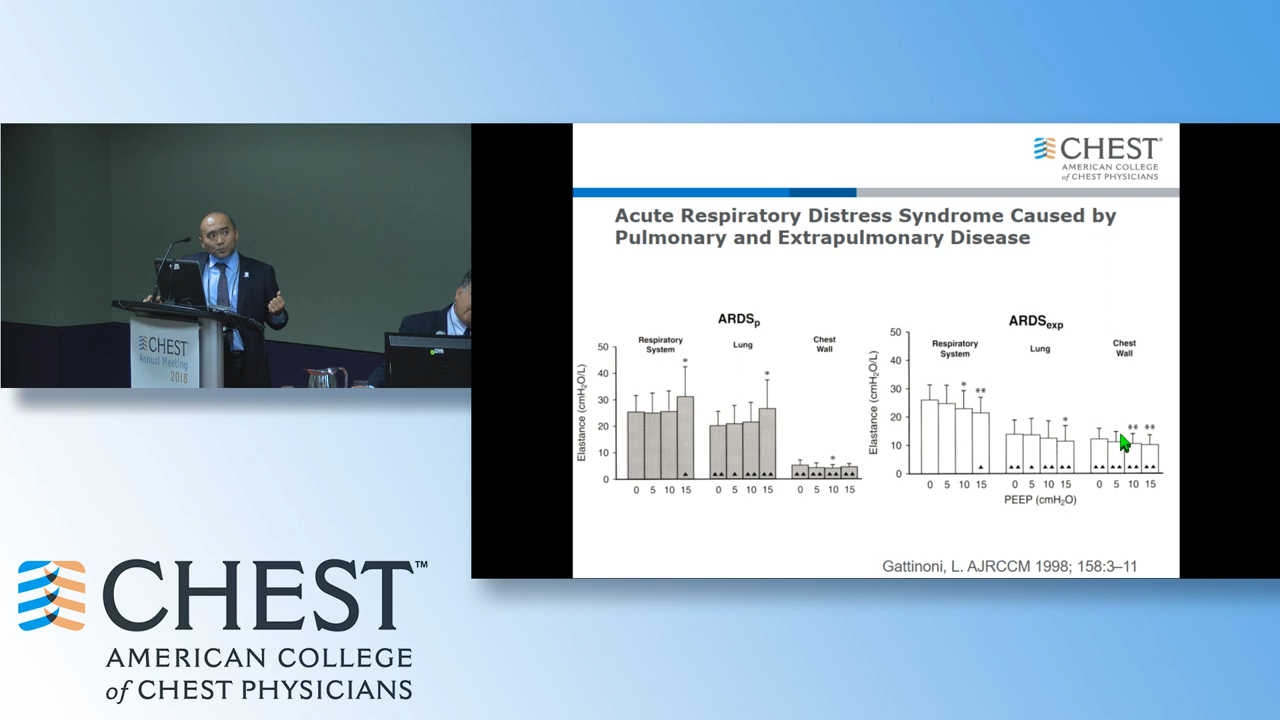 CHEST
Annual Meeting
2018
CHEST
AMERICAN COLLEGE
of CHEST PHYSICIANS
Acute Respiratory Distress Syndrome Caused by
Pulmonary and Extrapulmonary Disease
ARDSp
Respiratory
System
Lung
Chest
Wall
Elastance (cmH2O/L)
50
40
30
20
10
0
* * *
0 5 10 15 0 5 10 15 0 5 10 15
ARDSexp
Respiratory
System
Lung
Chest
Wall
Elastance (cmH2O/L)
50
40
30
20
10
0
* ** * ** **
0 5 10 15 0 5 10 15 0 5 10 15
PEEP (cmH2O)
Gattinoni, L. AJRCCM 1998; 158:3–11
CHEST™
AMERICAN COLLEGE
of CHEST PHYSICIANS